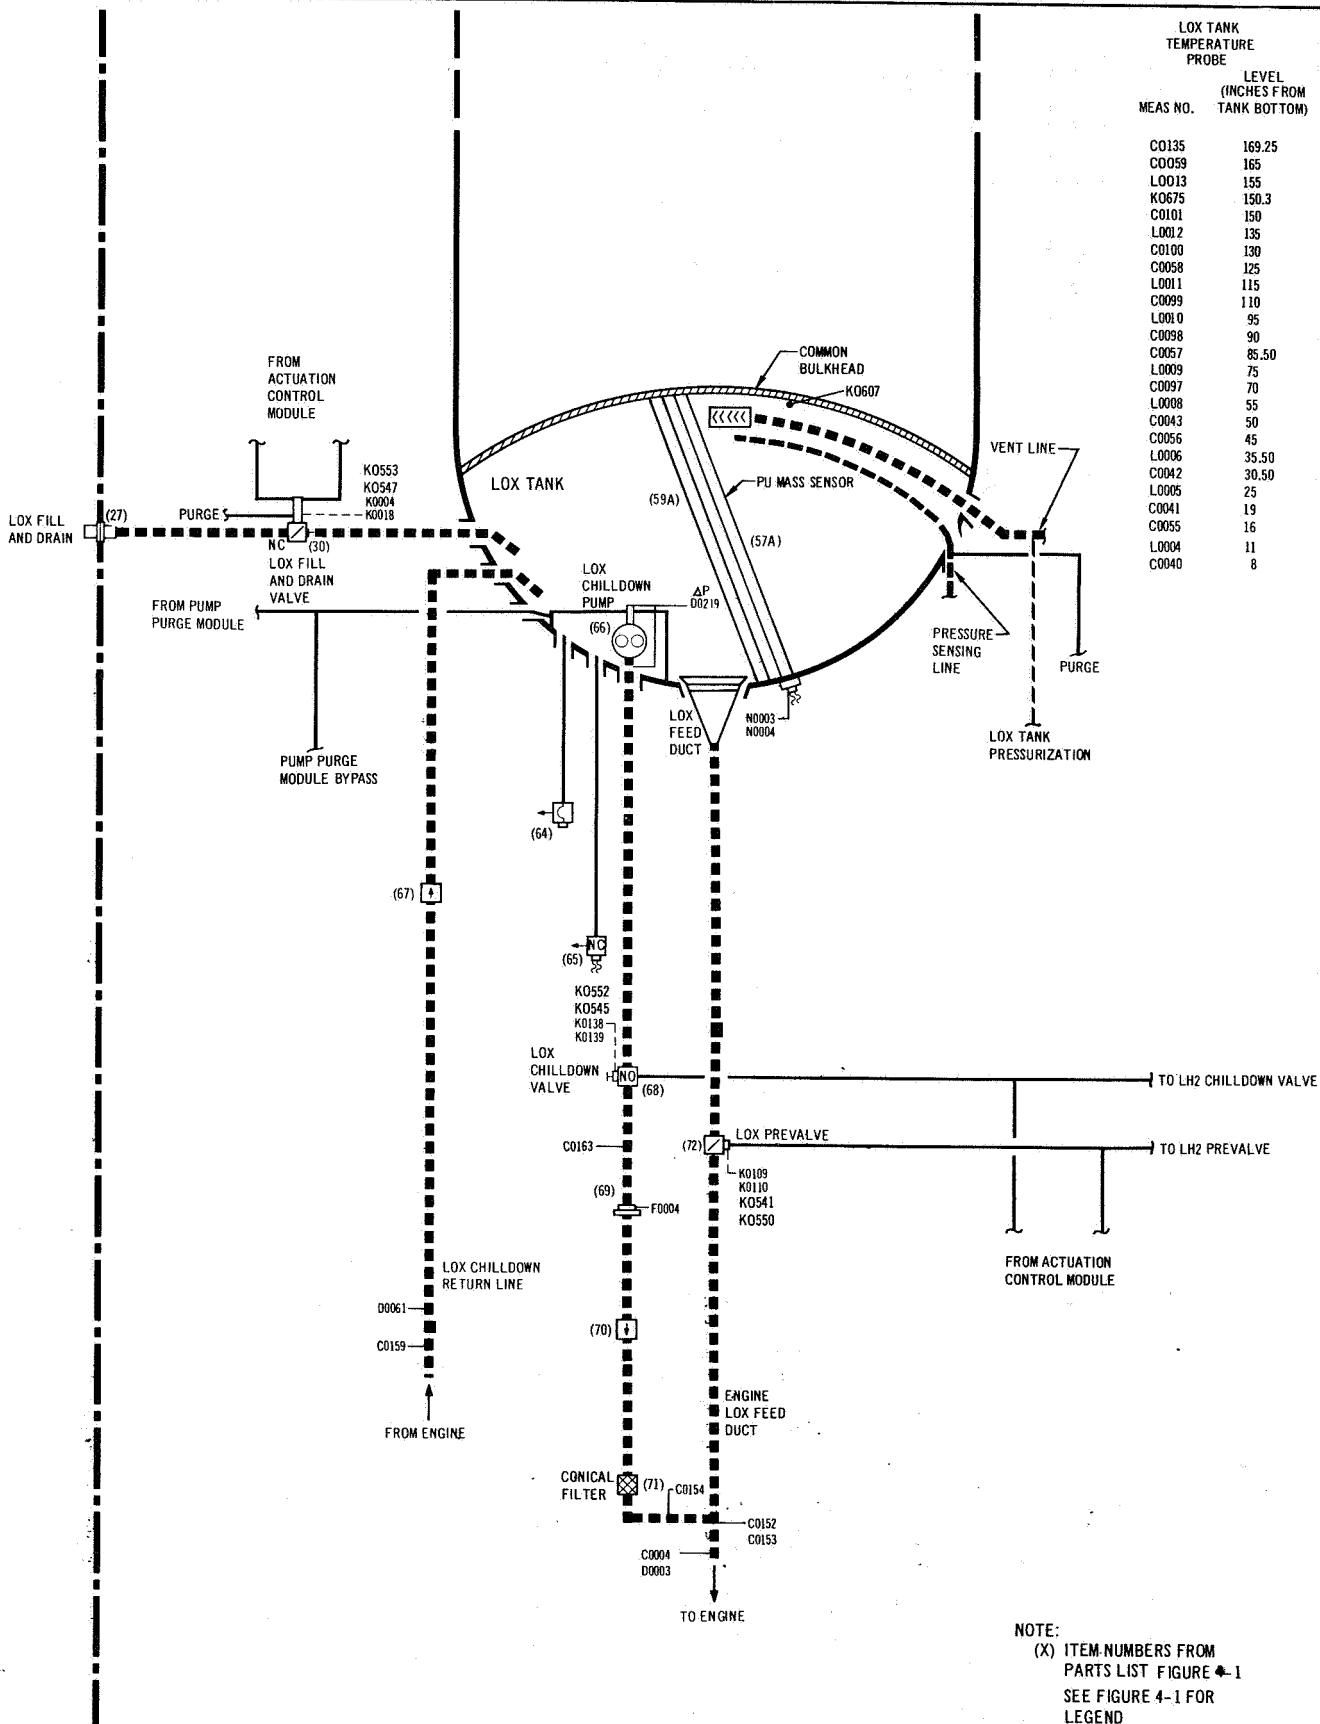 LOX TANK
TEMPERATURE
PROBE
LEVEL
(INCHES FROM
MEAS NO. TANK BOTTOM)
C0135 169.25
C0059 165
L0013 155
K0675 150.3
C0101 150
L0012 135
C0100 130
C0058 125
L0011 115
C0099 110
L0010 95
C0098 90
C0057 85.50
L0009 75
C0097 70
L0008 55
C0043 50
C0056 45
L0006 35.50
C0042 30.50
L0005 25
C0041 19
C0055 16
L0004 11
C0040 8
COMMON
BULKHEAD
K0607
FROM
ACTUATION
CONTROL
MODULE
K0553
K0547
K0004
K0018
PURGE
LOX FILL
AND DRAIN
(27)
NC
(30)
LOX FILL
AND DRAIN
VALVE
LOX TANK
(59A)
PU MASS SENSOR
(57A)
VENT LINE
FROM PUMP
PURGE MODULE
LOX
CHILLDOWN
PUMP
(66)
ΔP
D0219
PRESSURE
SENSING
LINE
PURGE
LOX
FEED
DUCT
N0003
N0004
LOX TANK
PRESSURIZATION
PUMP PURGE
MODULE BYPASS
(64)
(67)
NC
(65)
K0552
K0545
K0138
K0139
LOX
CHILLDOWN
VALVE
NO
(68)
TO LH2 CHILLDOWN VALVE
C0163
(72)
LOX PREVALVE
TO LH2 PREVALVE
K0109
K0110
K0541
K0550
(69)
F0004
FROM ACTUATION
CONTROL MODULE
LOX CHILLDOWN
RETURN LINE
D0061
C0159
(70)
FROM ENGINE
ENGINE
LOX FEED
DUCT
CONICAL
FILTER
(71)
C0154
C0152
C0153
C0004
D0003
TO ENGINE
NOTE:
(X) ITEM NUMBERS FROM
PARTS LIST FIGURE 4-1
SEE FIGURE 4-1 FOR
LEGEND